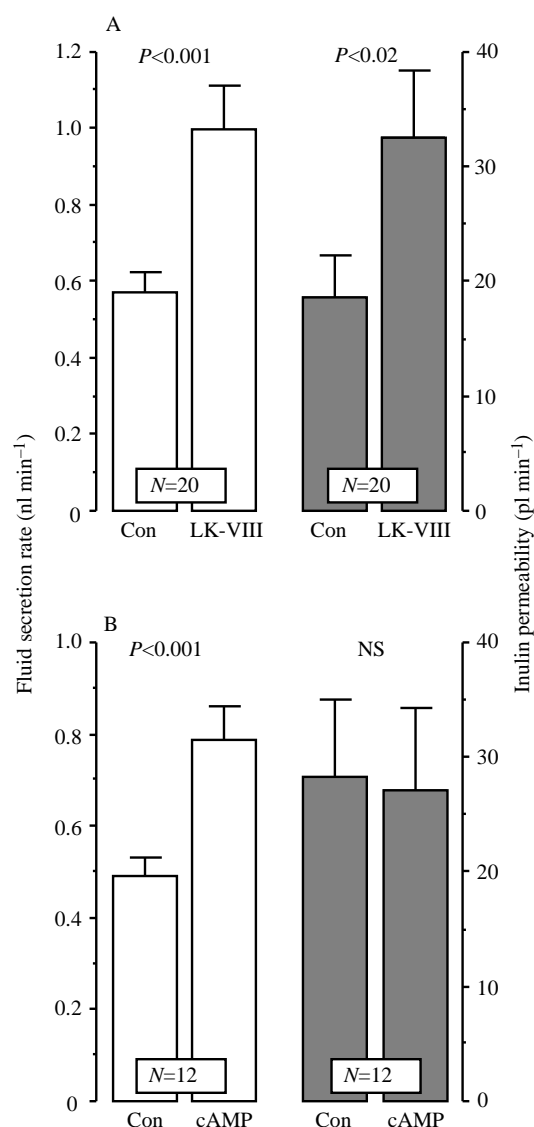 A
P<0.001
P<0.02
1.2
1.0
0.8
0.6
0.4
0.2
0
40
30
20
10
0
N=20
N=20
Con
LK-VIII
Con
LK-VIII
Fluid secretion rate (nl min⁻¹)
Inulin permeability (pl min⁻¹)
B
P<0.001
NS
1.0
0.8
0.6
0.4
0.2
0
40
30
20
10
0
N=12
N=12
Con
cAMP
Con
cAMP